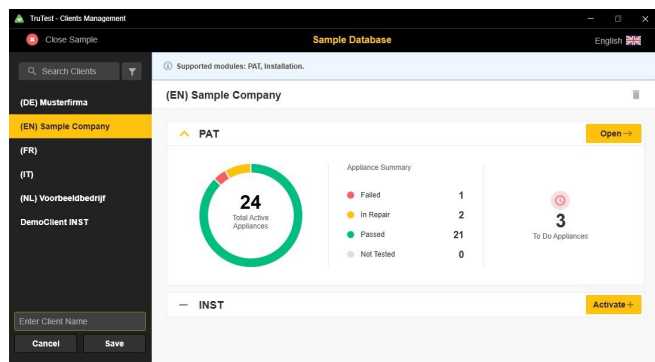 TruTest - Clients Management
Close Sample
Sample Database
English
Search Clients
Supported modules: PAT, Installation.
(DE) Musterfirma
(EN) Sample Company
(FR)
(IT)
(NL) Voorbeeldbedrijf
DemoClient INST
Enter Client Name
Cancel
Save
(EN) Sample Company
PAT
Open
24
Total Active
Appliances
Appliance Summary
Failed 1
In Repair 2
Passed 21
Not Tested 0
3
To Do Appliances
INST
Activate +